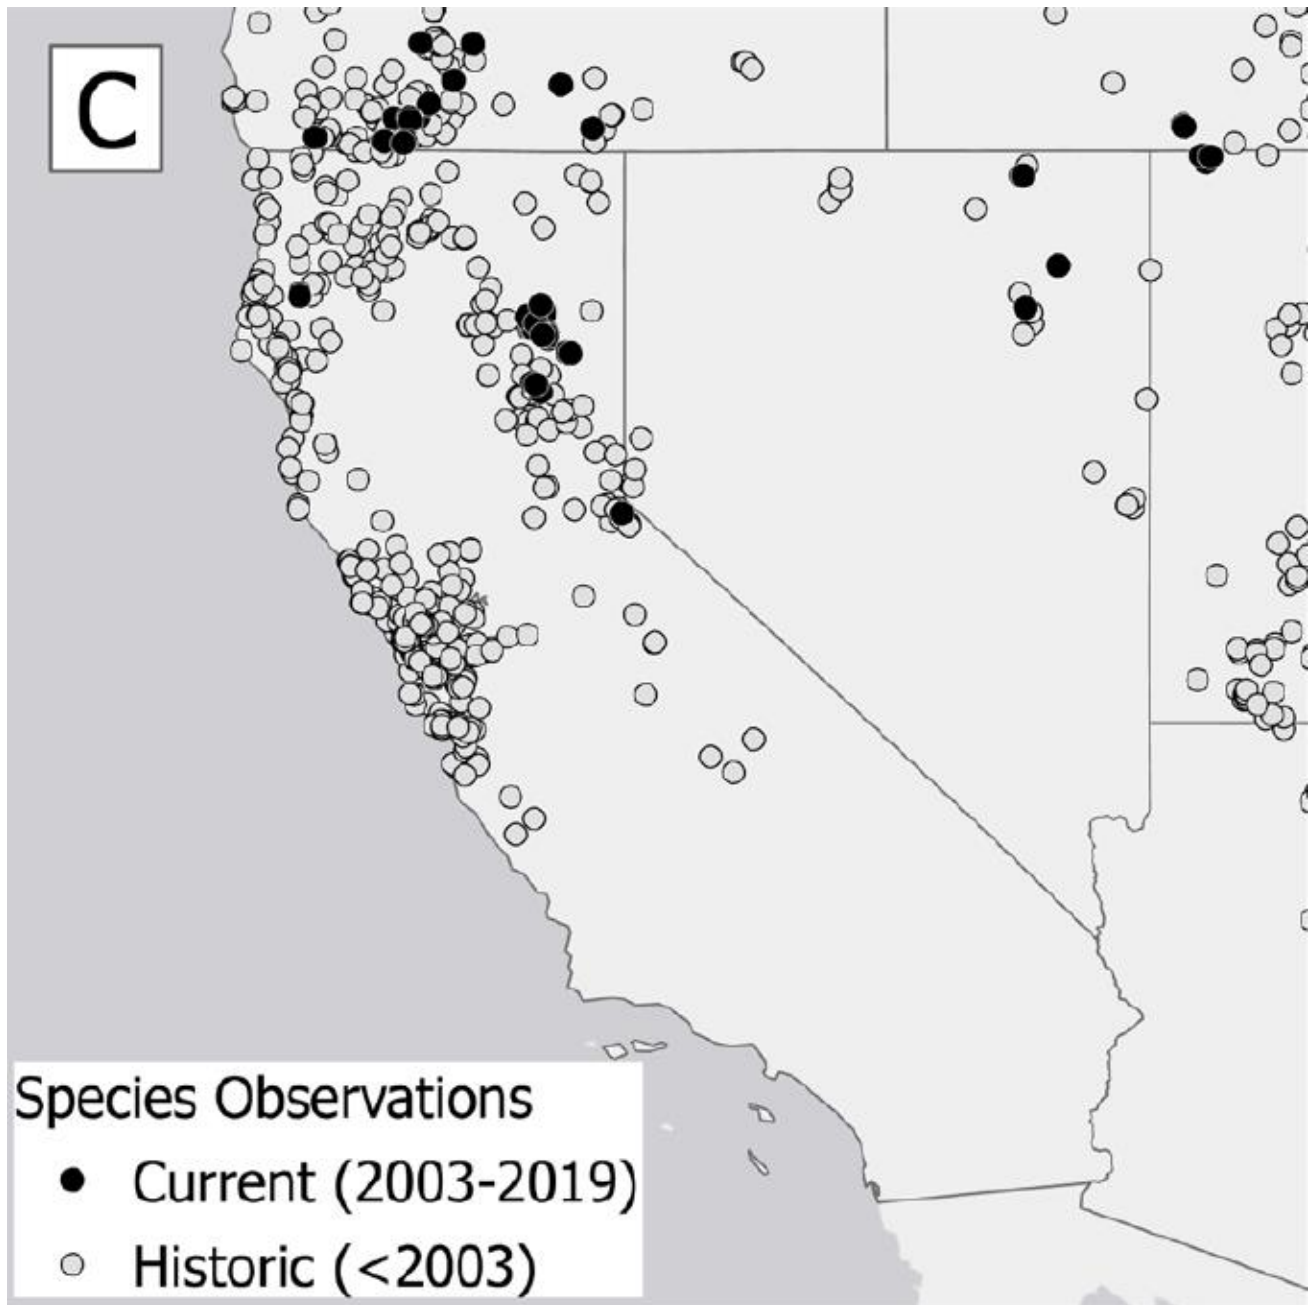 C
Species Observations
Current (2003-2019)
Historic (<2003)